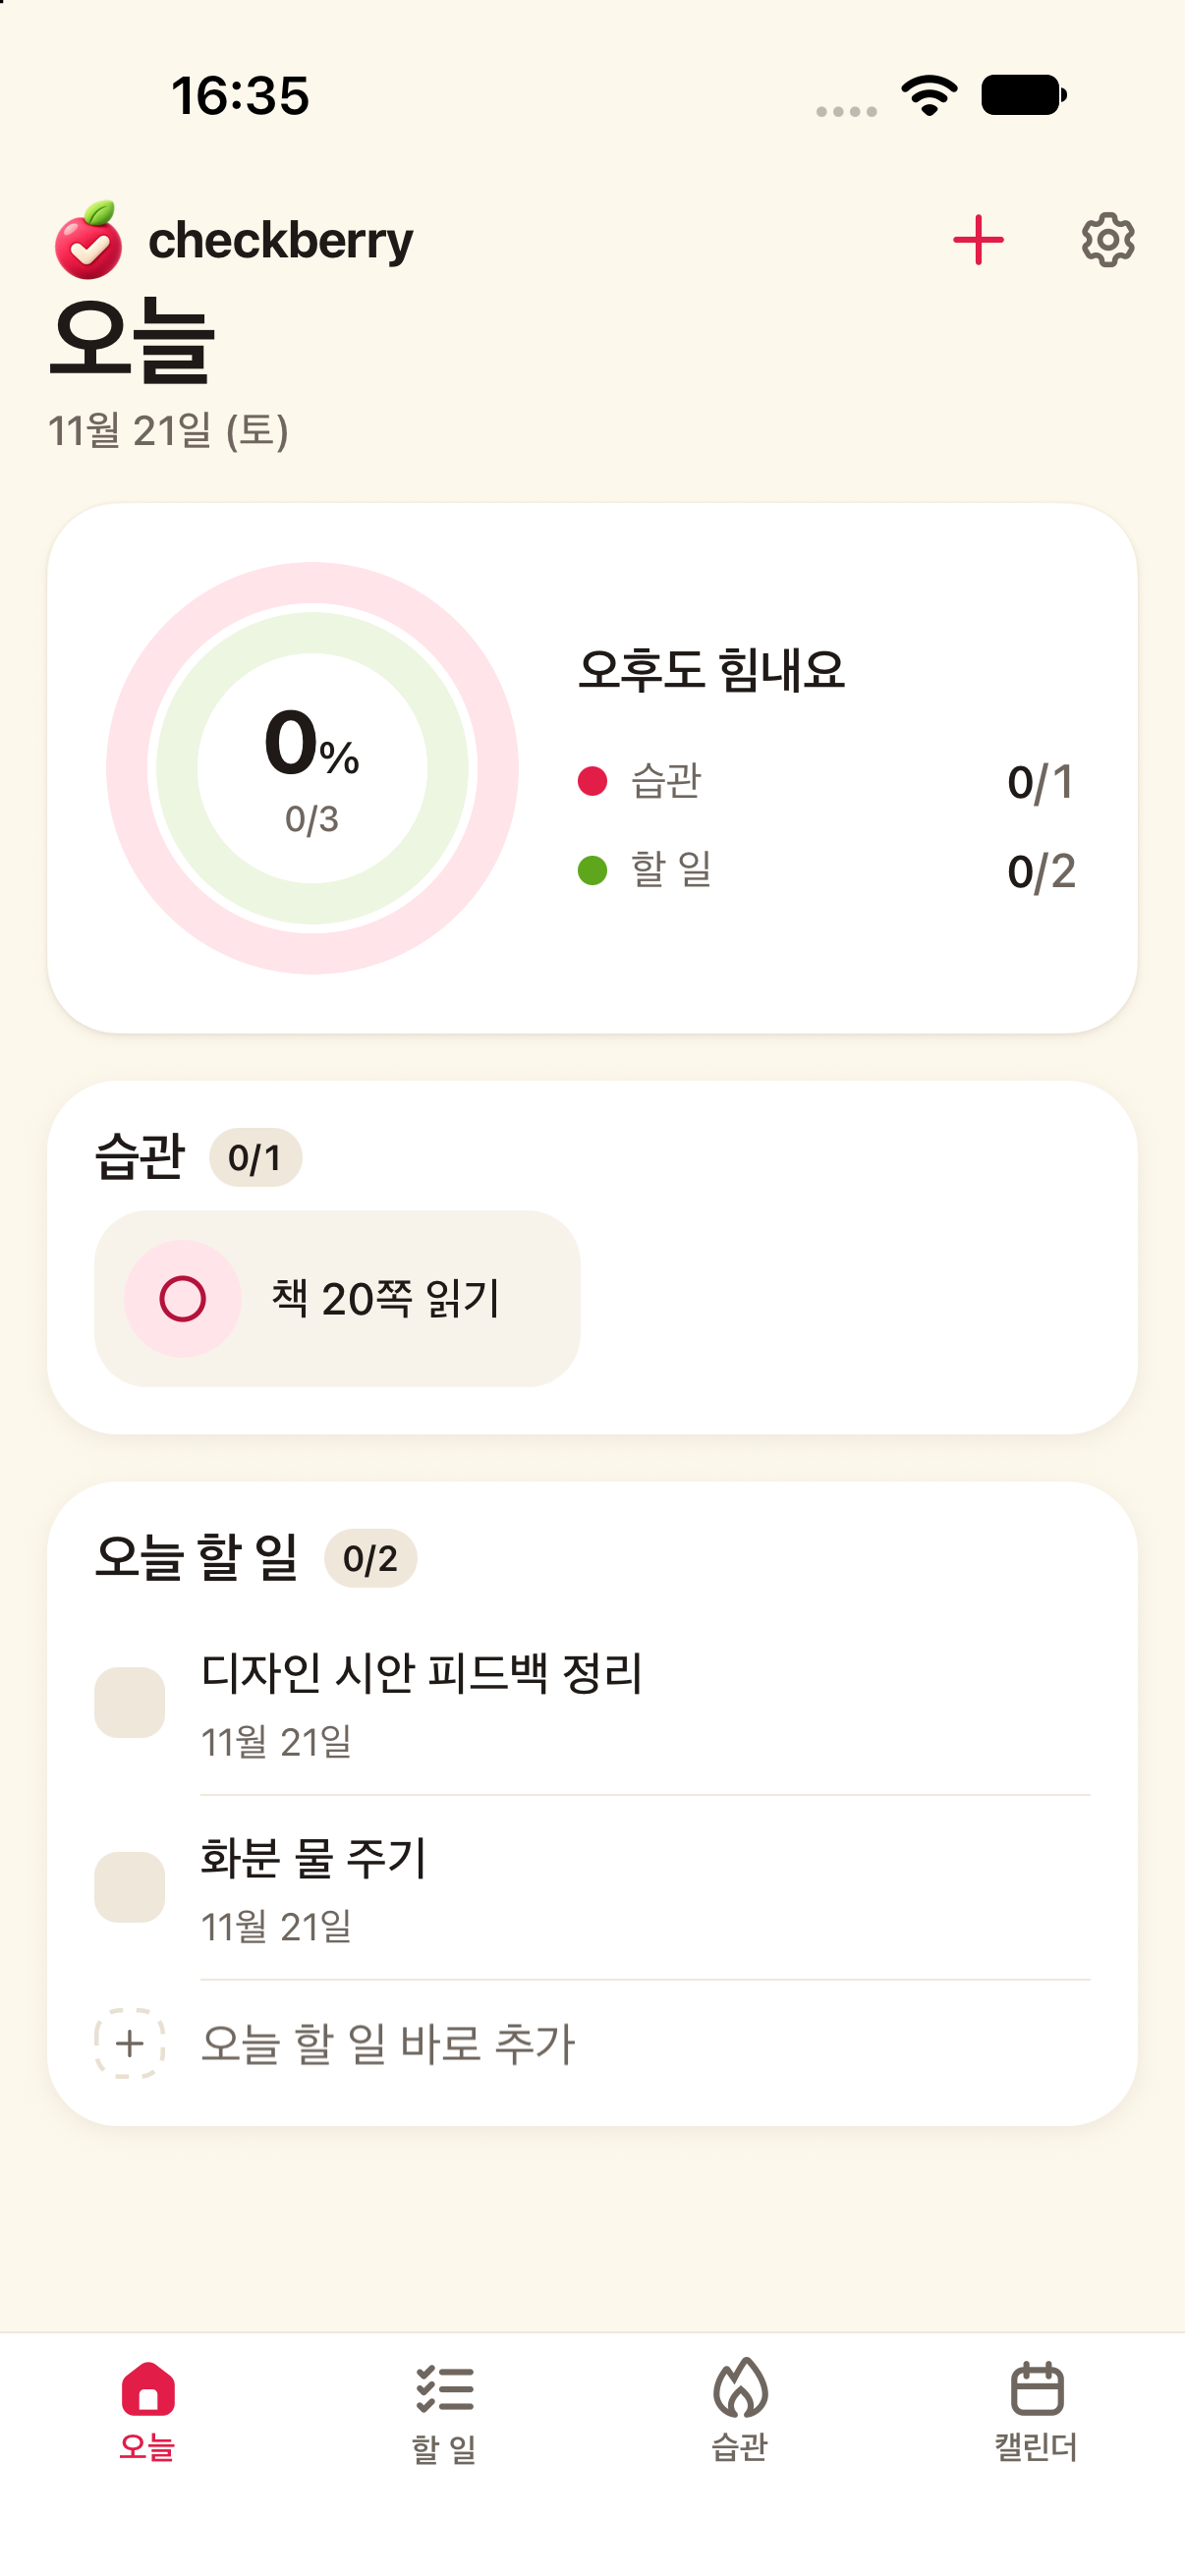 16:35
checkberry
오늘
11월 21일 (토)
0%
0/3
오후도 힘내요
습관 0/1
할 일 0/2
습관 0/1
책 20쪽 읽기
오늘 할 일 0/2
디자인 시안 피드백 정리
11월 21일
화분 물 주기
11월 21일
오늘 할 일 바로 추가
오늘 할 일 습관 캘린더